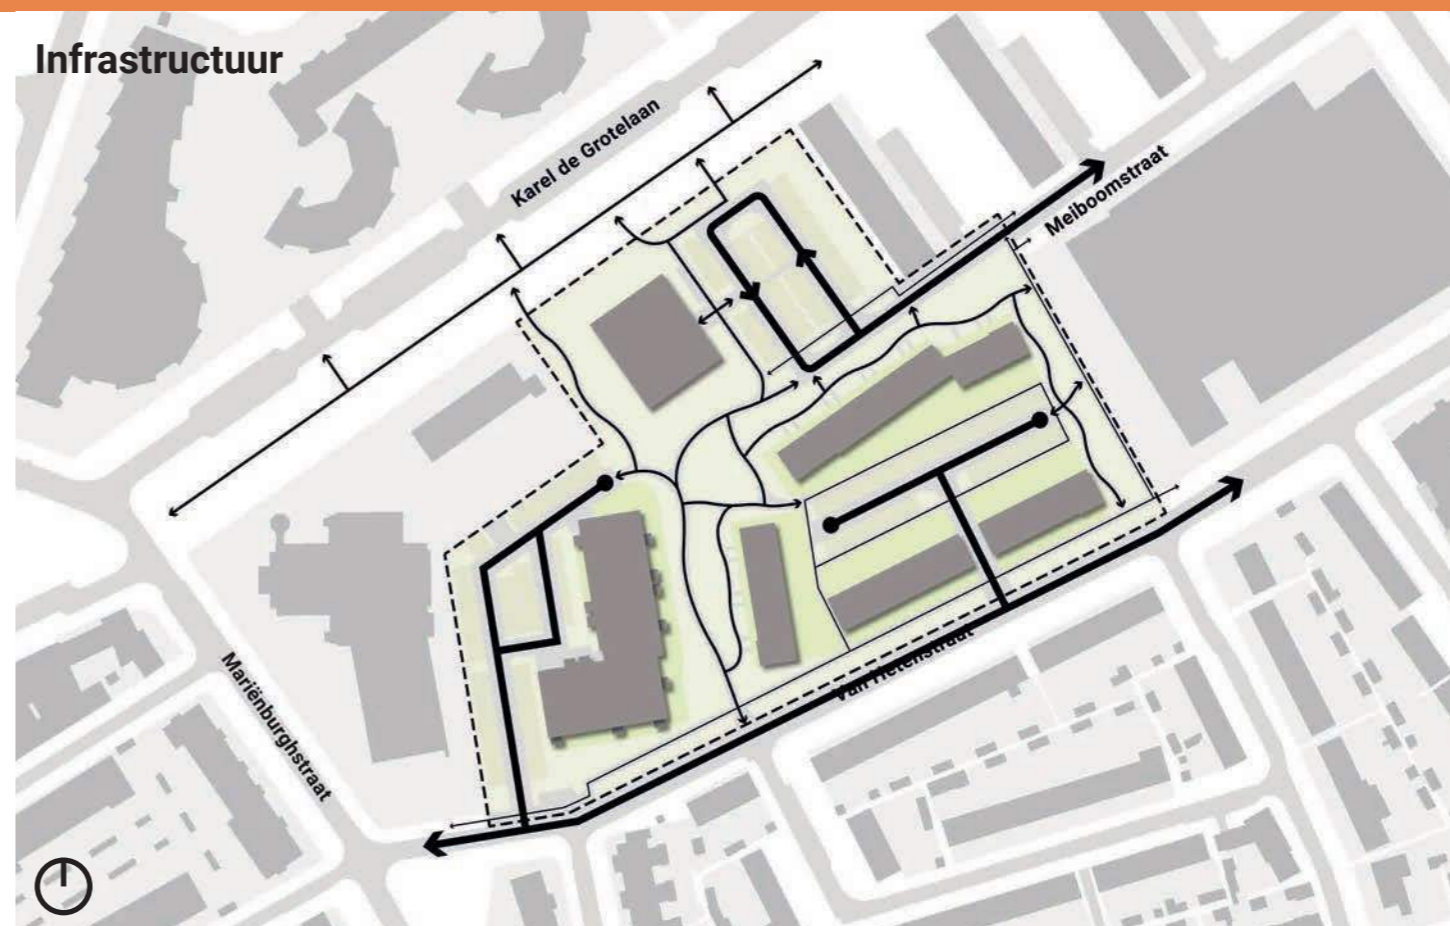 Infrastructuur
Karel de Grotelaan
Meiboomstraat
Mariënburghstraat